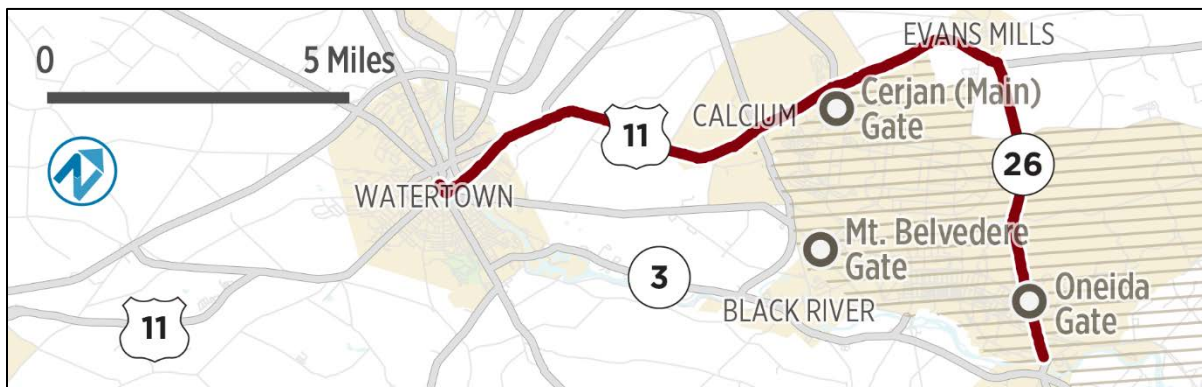 EVANS MILLS
0 5 Miles
Cerjan (Main)
Gate
CALCIUM
11
26
WATERTOWN
Mt. Belvedere
Gate
3
BLACK RIVER
Oneida
Gate
11